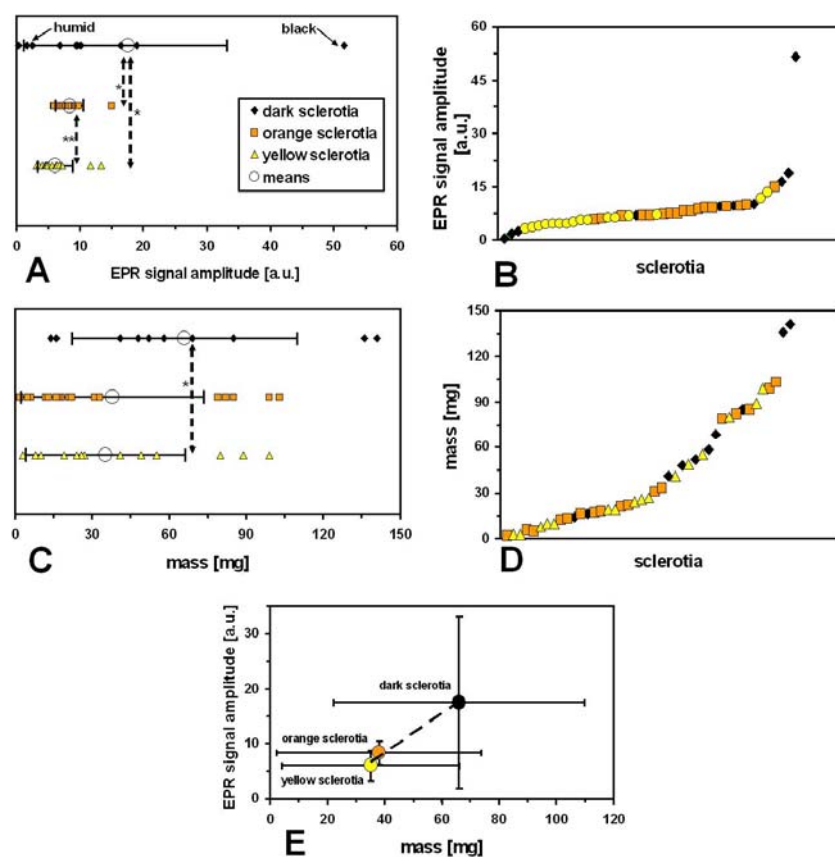 humid
black
*
*
**
dark sclerotia
orange sclerotia
yellow sclerotia
means
0
10
20
30
40
50
60
A
EPR signal amplitude [a.u.]
EPR signal amplitude
[a.u.]
60
45
30
15
0
B
sclerotia
*
0
30
60
90
120
150
C
mass [mg]
mass [mg]
150
120
90
60
30
0
D
sclerotia
EPR signal amplitude [a.u.]
30
20
10
0
dark sclerotia
orange sclerotia
yellow sclerotia
0
20
40
60
80
100
120
E
mass [mg]